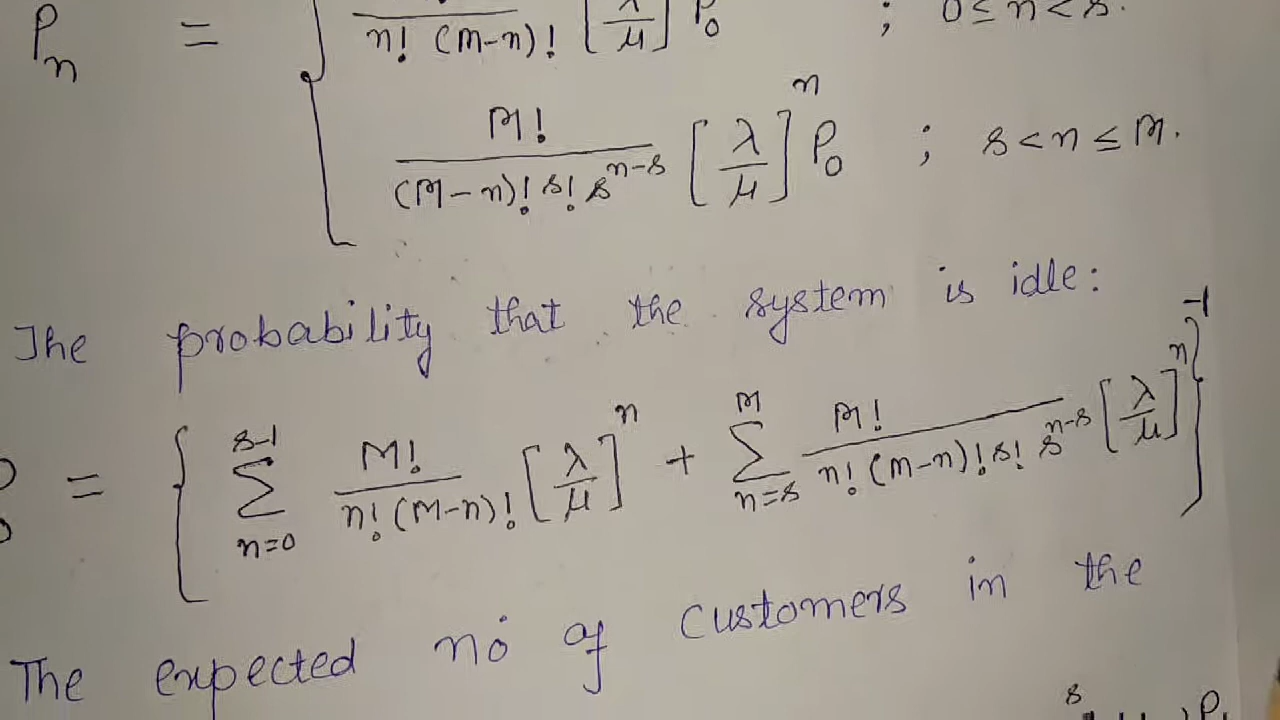 Pn = { / n! (M-n)! [λ/μ] P0 ; 0 ≤ n < s.
M! / (M-n)! s! s^(n-s) [λ/μ]^n P0 ; s < n ≤ M.
The probability that the system is idle:
= { Σ_{n=0}^{s-1} M! / n! (M-n)! [λ/μ]^n + Σ_{n=s}^{M} M! / n! (M-n)! s! s^(n-s) [λ/μ]^n }^-1
The expected no of customers in the